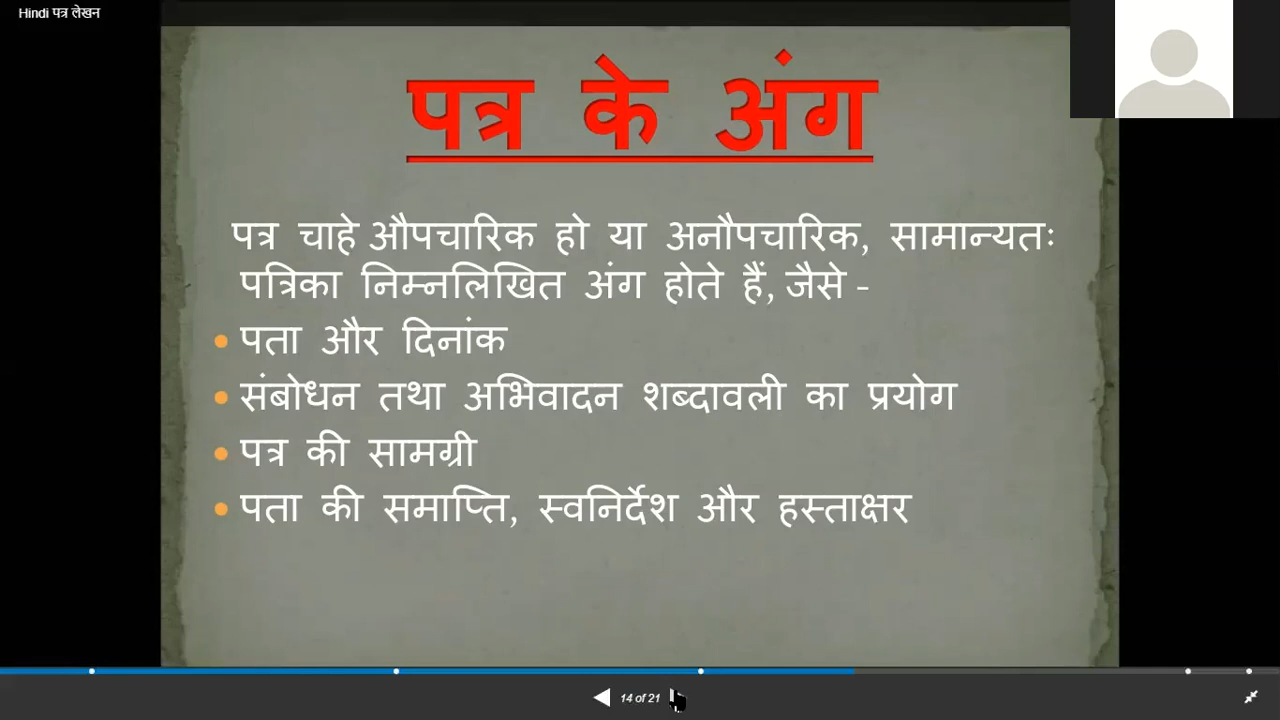 Hindi पत्र लेखन
पत्र के अंग
पत्र चाहे औपचारिक हो या अनौपचारिक, सामान्यतः
पत्रिका निम्नलिखित अंग होते हैं, जैसे -
पता और दिनांक
संबोधन तथा अभिवादन शब्दावली का प्रयोग
पत्र की सामग्री
पता की समाप्ति, स्वनिर्देश और हस्ताक्षर
14 of 21